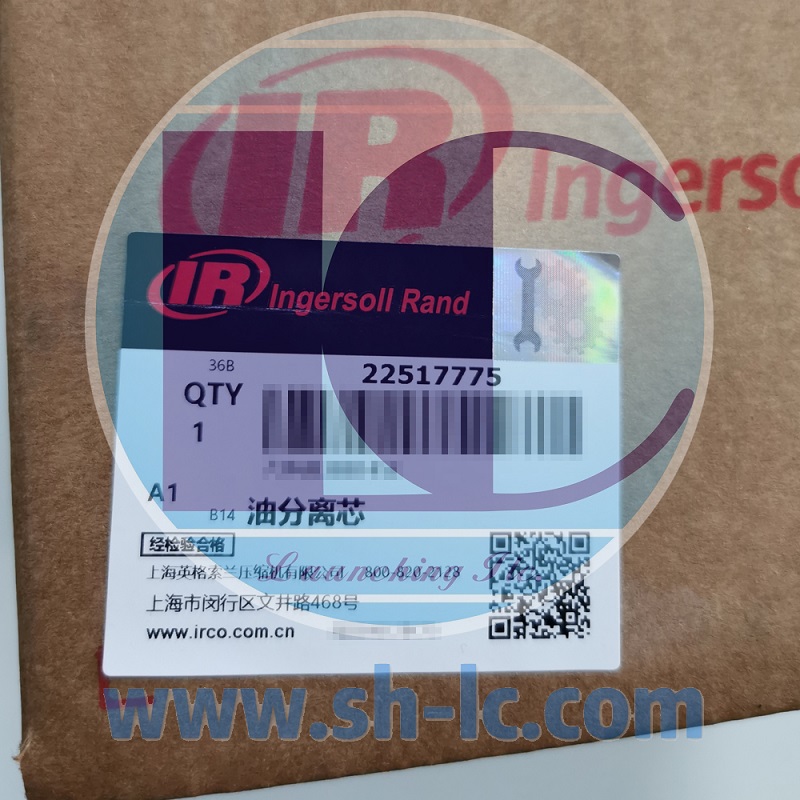 IR Ingersoll
IR Ingersoll Rand
36B
22517775
QTY
1
A1
B14 油分离芯
经检验合格
上海英格索兰压缩机有限公司 800-820-2128
上海市闵行区文井路468号
www.irco.com.cn
LC
www.sh-lc.com